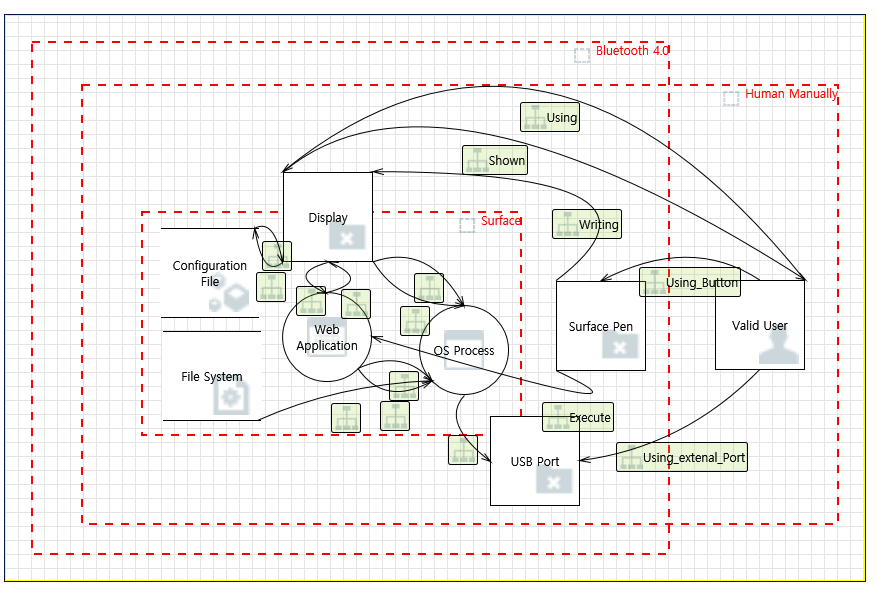 Bluetooth 4.0
Human Manually
Using
Shown
Display
Surface
Writing
Configuration
File
Using_Button
Web
Application
OS Process
Surface Pen
Valid User
File System
Execute
USB Port
Using_extenal_Port